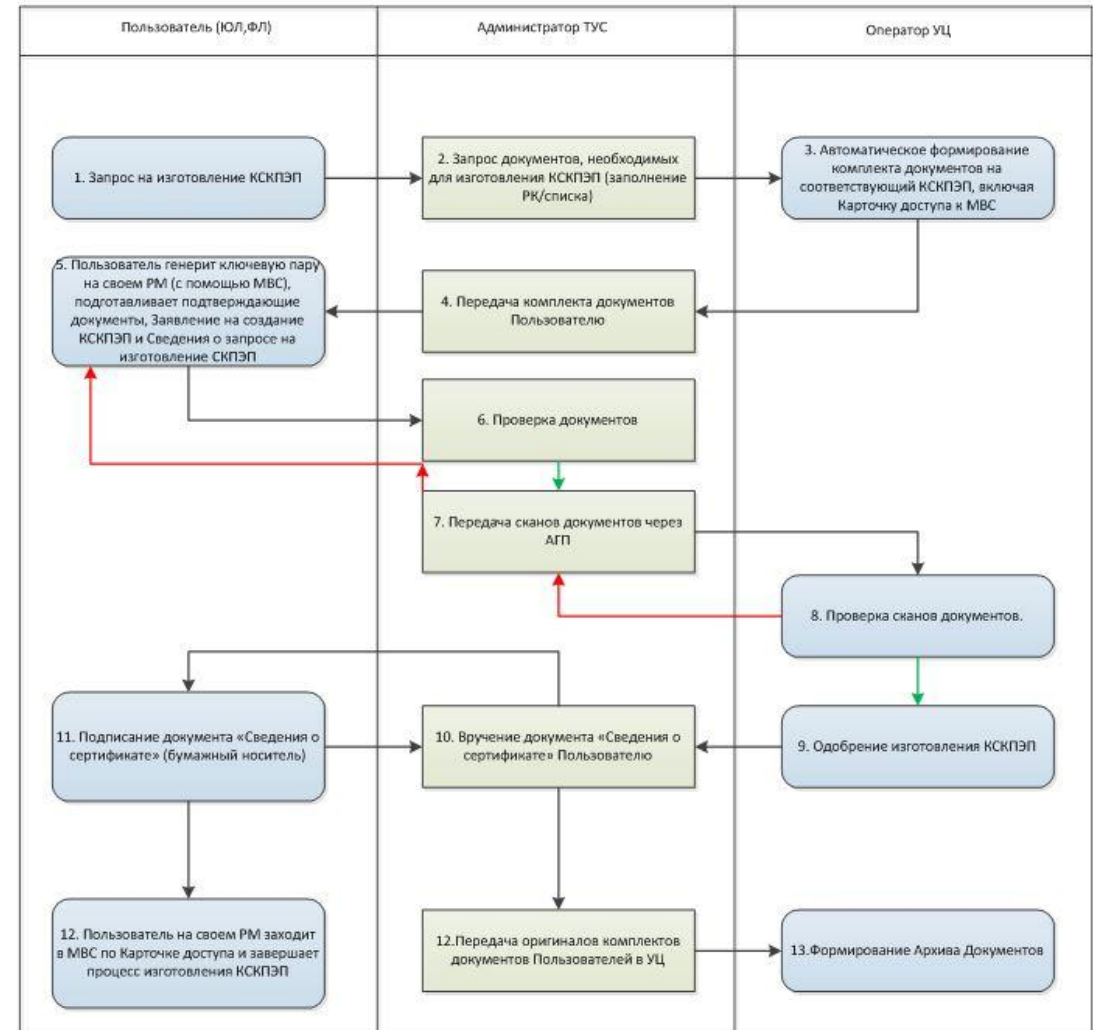 Пользователь (ЮЛ,ФЛ)
Администратор ТУС
Оператор УЦ
1. Запрос на изготовление КСКПЭП
2. Запрос документов, необходимых
для изготовления КСКПЭП (заполнение
РК/списка)
3. Автоматическое формирование
комплекта документов на
соответствующий КСКПЭП, включая
Карточку доступа к МВС
5. Пользователь генерит ключевую пару
на своем РМ (с помощью МВС),
подготавливает подтверждающие
документы, Заявление на создание
КСКПЭП и Сведения о запросе на
изготовление СКПЭП
4. Передача комплекта документов
Пользователю
6. Проверка документов
7. Передача сканов документов через
АГП
8. Проверка сканов документов.
11. Подписание документа «Сведения о
сертификате» (бумажный носитель)
10. Вручение документа «Сведения о
сертификате» Пользователю
9. Одобрение изготовления КСКПЭП
12. Пользователь на своем РМ заходит
в МВС по Карточке доступа и завершает
процесс изготовления КСКПЭП
12.Передача оригиналов комплектов
документов Пользователей в УЦ
13.Формирование Архива Документов